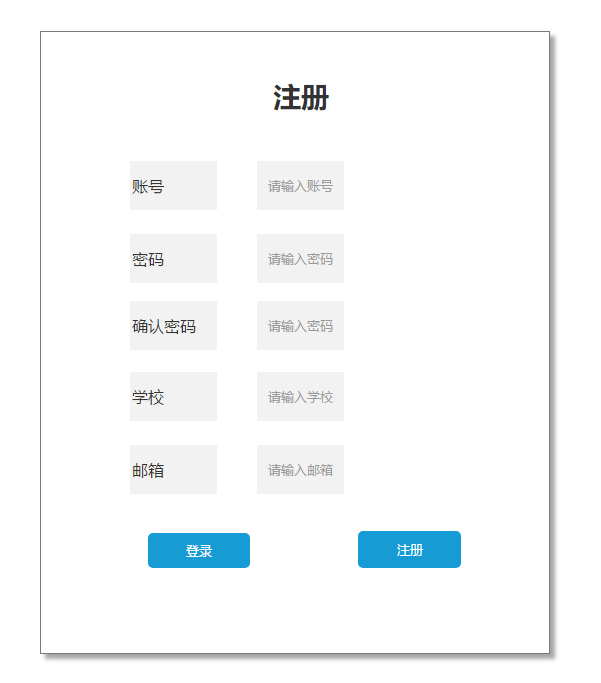 注册
账号 请输入账号
密码 请输入密码
确认密码 请输入密码
学校 请输入学校
邮箱 请输入邮箱
登录 注册